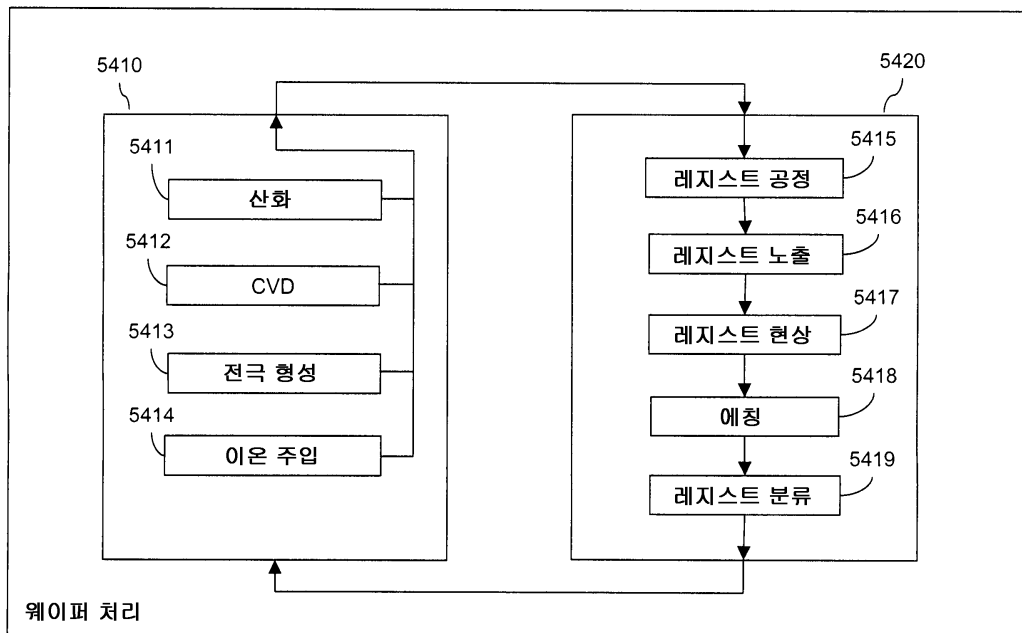 5410
5411
산화
5412
CVD
5413
전극 형성
5414
이온 주입
5420
5415
레지스트 공정
5416
레지스트 노출
5417
레지스트 현상
5418
에칭
5419
레지스트 분류
웨이퍼 처리